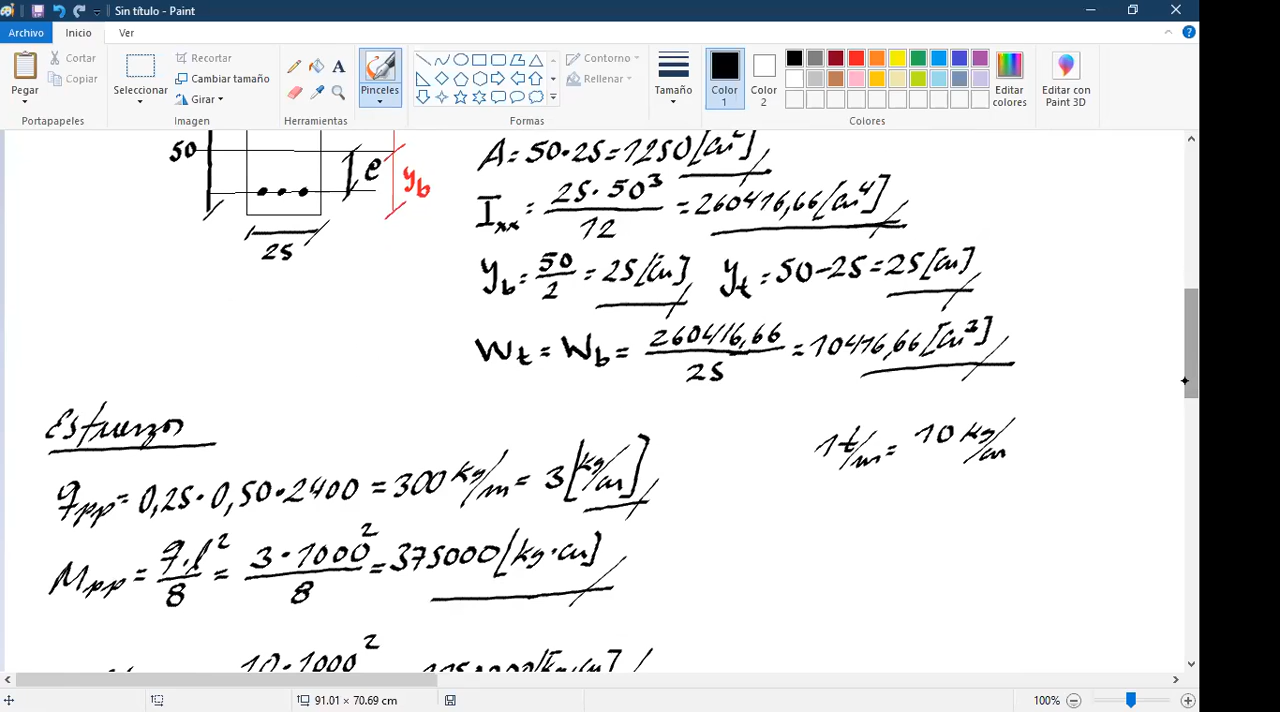 Sin título - Paint
Archivo Inicio Ver
Pegar
Cortar
Copiar
Portapapeles
Seleccionar
Recortar
Cambiar tamaño
Girar
Imagen
A
Herramientas
Pinceles
Contorno
Rellenar
Formas
Tamaño
Color 1
Color 2
Editar colores
Editar con Paint 3D
Colores
50
e
yb
25
A = 50·25 = 1250 [cm²]
Ixx = 25·50³ / 12 = 260416,66 [cm⁴]
yb = 50/2 = 25 [cm] yt = 50-25 = 25 [cm]
Wt = Wb = 260416,66 / 25 = 10416,66 [cm³]
Esfuerzos
1 t/m = 10 kg/cm
qpp = 0,25·0,50·2400 = 300 kg/m = 3 [kg/cm]
Mpp = q·l²/8 = 3·1000²/8 = 375000 [kg·cm]
10·1000²
1250000 [kg·cm]
91.01 × 70.69 cm
100%